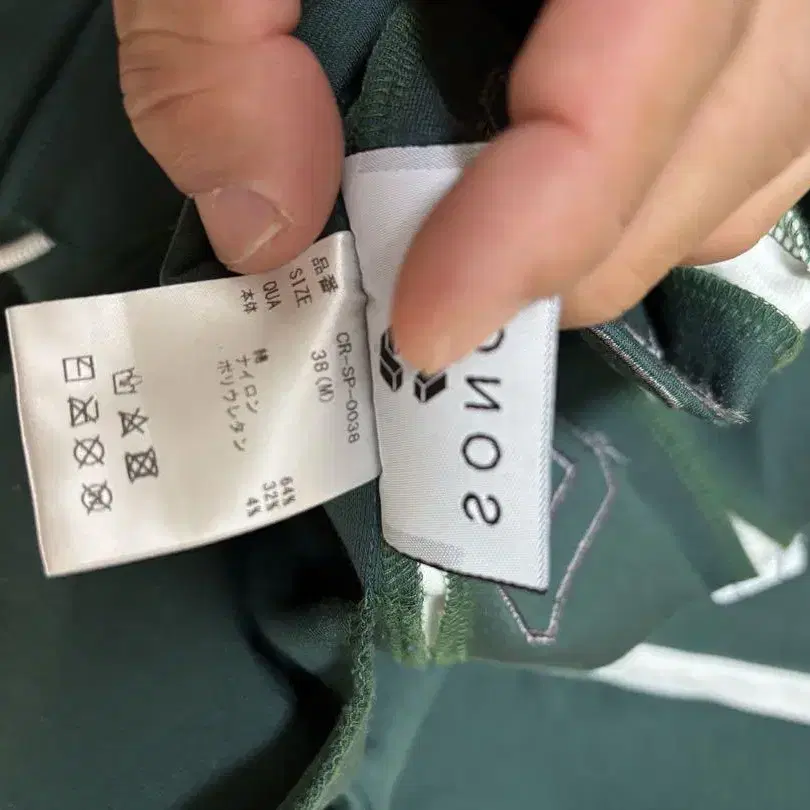 品番 CR-SP-0038
SIZE 38(M)
QUA
本体 綿 64%
ナイロン 32%
ポリウレタン 4%
SONO